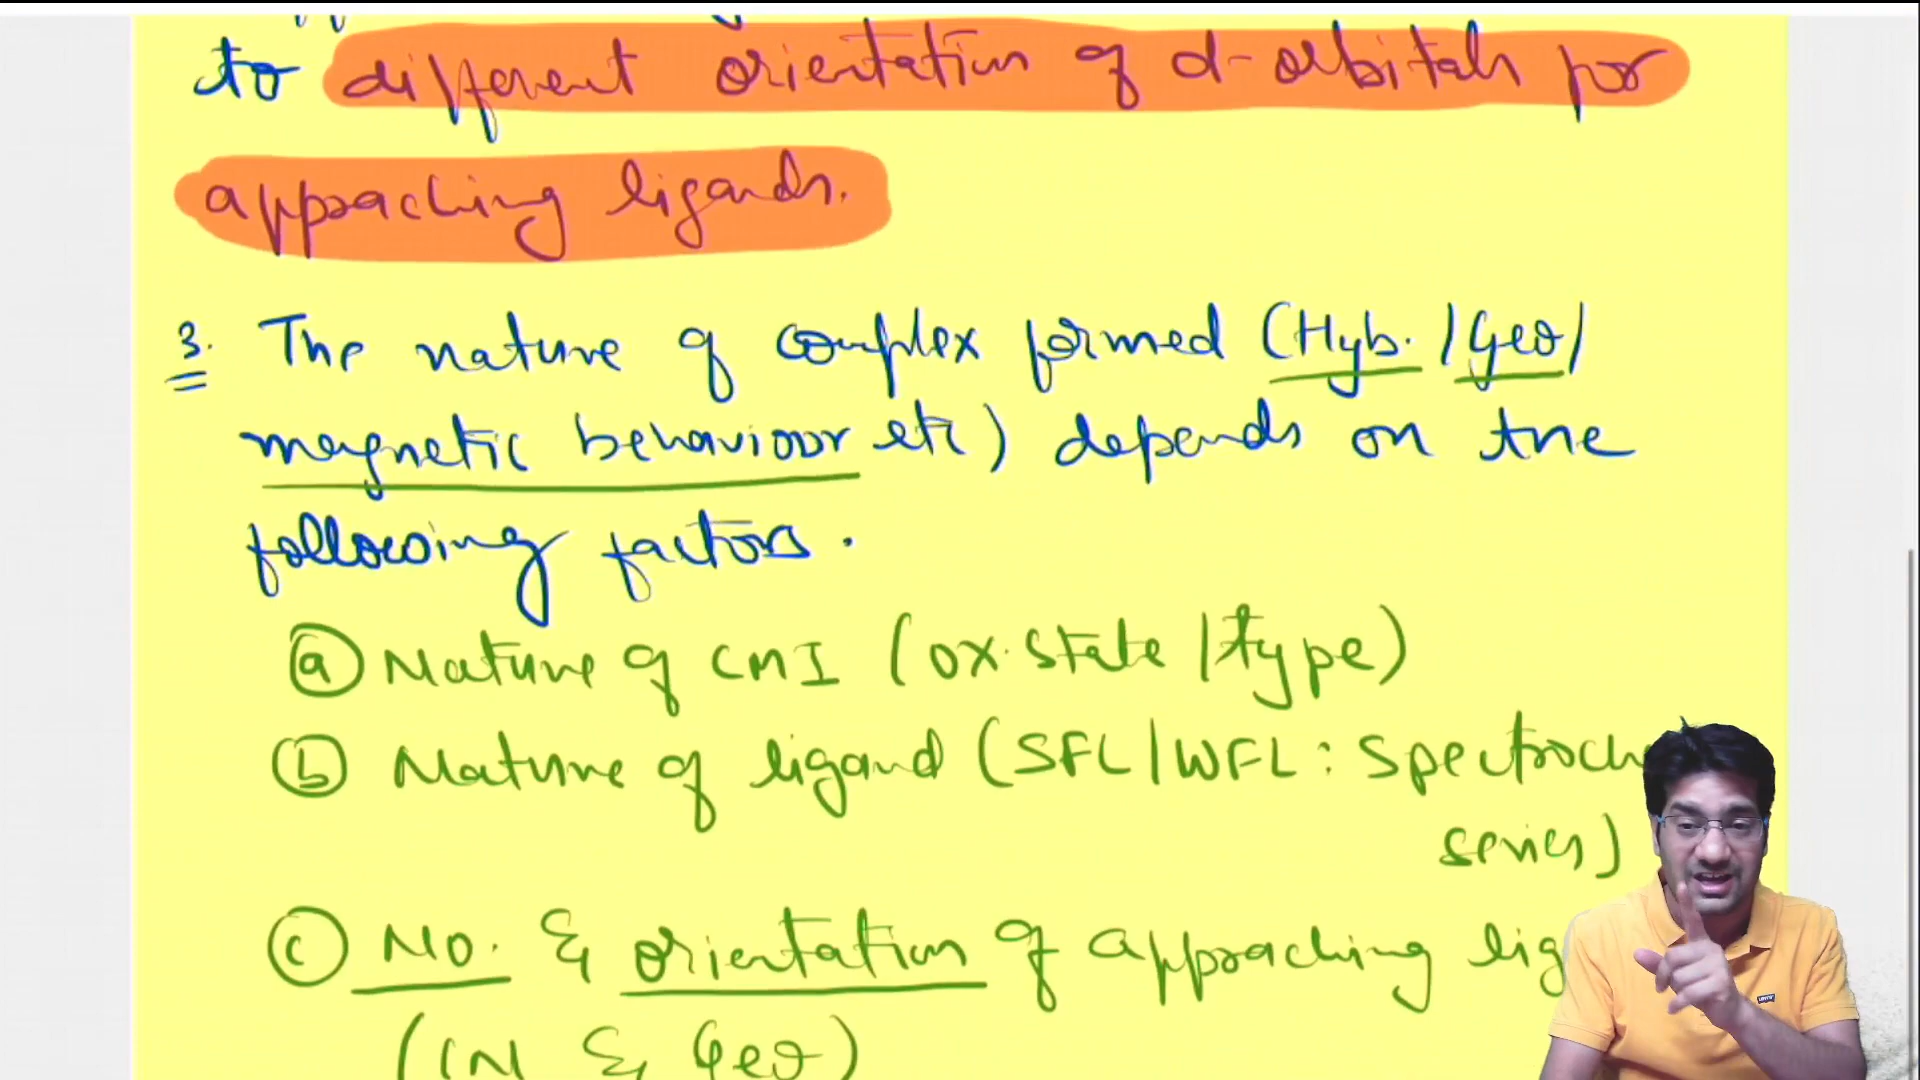 to different orientation of d-orbitals for
approaching ligands.
3. The nature of complex formed (Hyb. / Geo /
magnetic behaviour etc) depends on the
following factors.
(a) Nature of CMI (ox. state / type)
(b) Nature of ligand (SFL / WFL : Spectroch
series)
(c) No. & orientation of approaching lig
(CN & Geo)